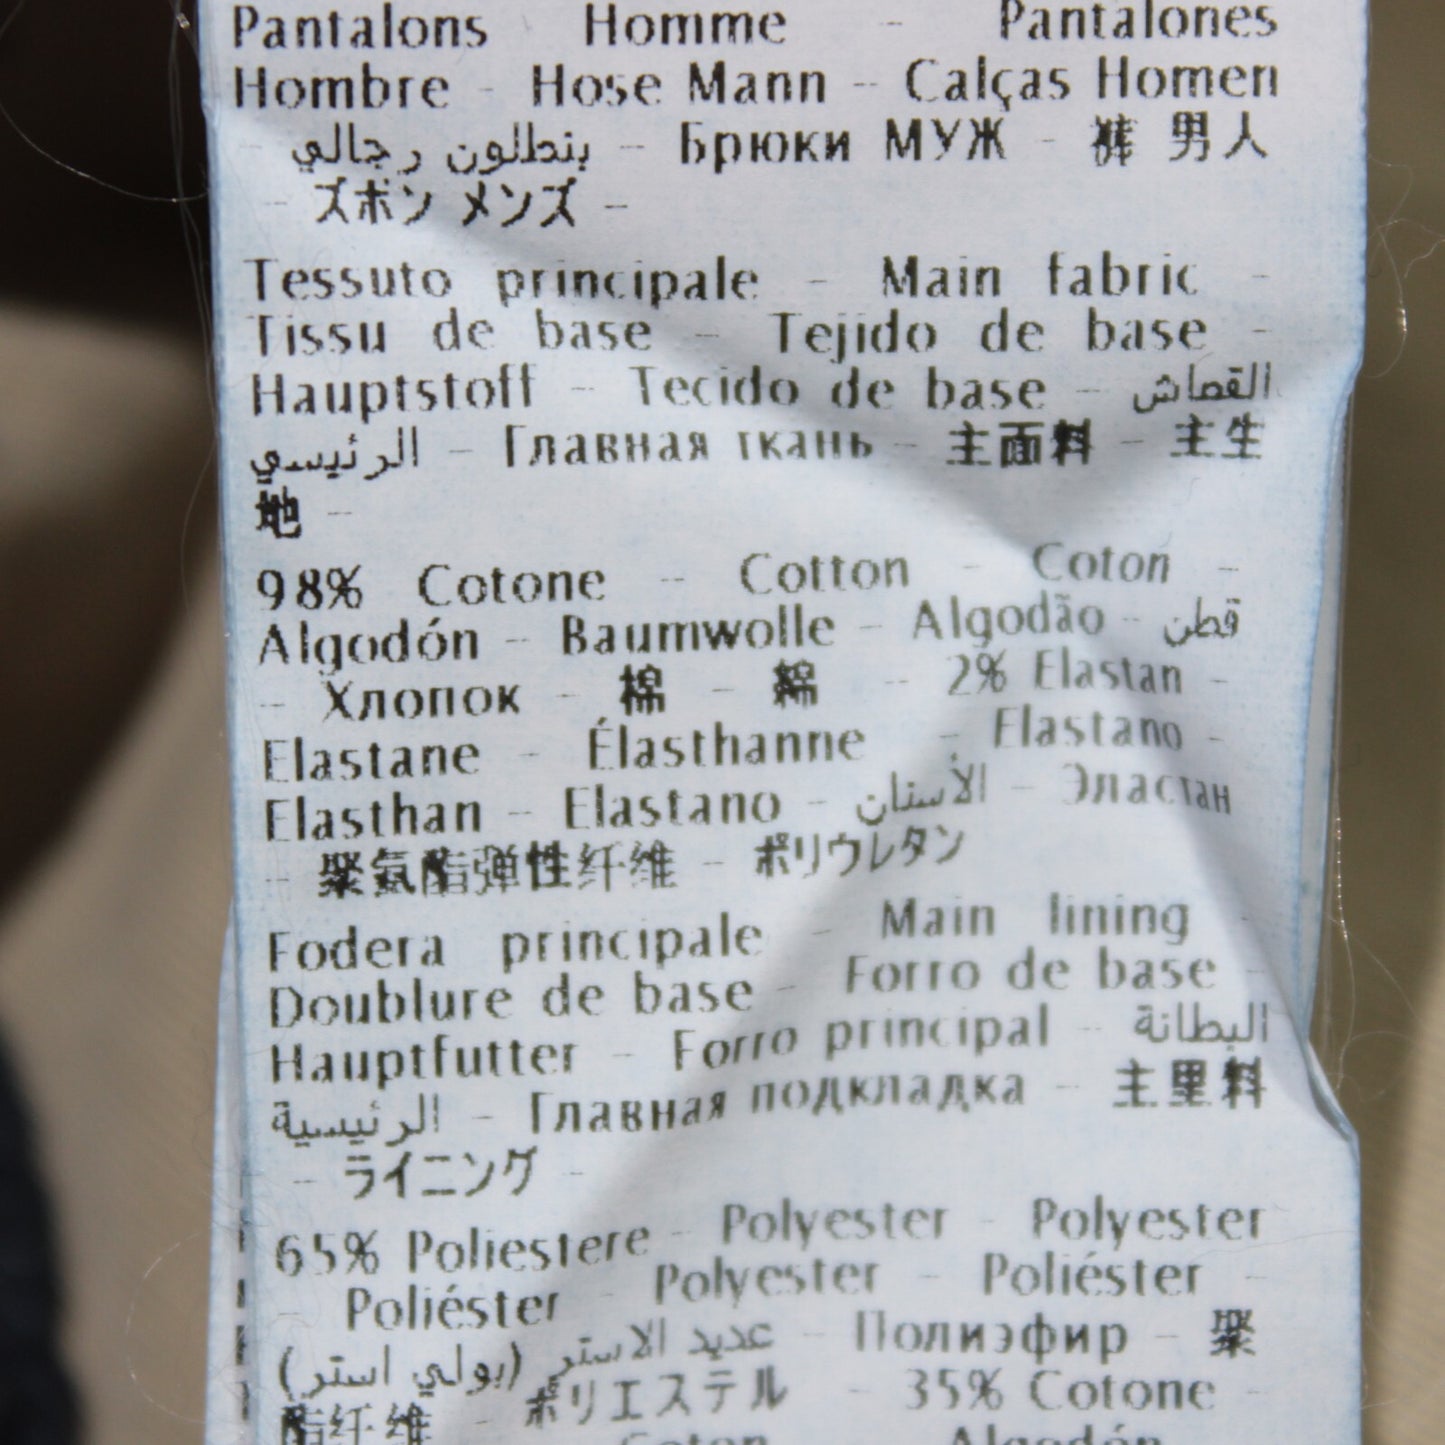 Pantalons Homme - Pantalones
Hombre - Hose Mann - Calças Homen
- بنطلون رجالي - Брюки МУЖ - 裤 男人
- ズボン メンズ -
Tessuto principale - Main fabric -
Tissu de base - Tejido de base -
Hauptstoff - Tecido de base - القماش
الرئيسي - Главная ткань - 主面料 - 主生
地 -
98% Cotone - Cotton - Coton -
Algodón - Baumwolle - Algodão - قطن
- Хлопок - 棉 - 綿 - 2% Elastan -
Elastane - Élasthanne - Elastano -
Elasthan - Elastano - الأستان - Эластан
- 聚氨酯弹性纤维 - ポリウレタン
Fodera principale - Main lining -
Doublure de base - Forro de base -
Hauptfutter - Forro principal - البطانة
الرئيسية - Главная подкладка - 主里料
- ライニング -
65% Poliestere - Polyester - Polyester
- Poliéster - Polyester - Poliéster -
عديد الاستر (بولي استر) - Полиэфир - 聚
酯纤维 - ポリエステル - 35% Cotone -
Coton Algodón